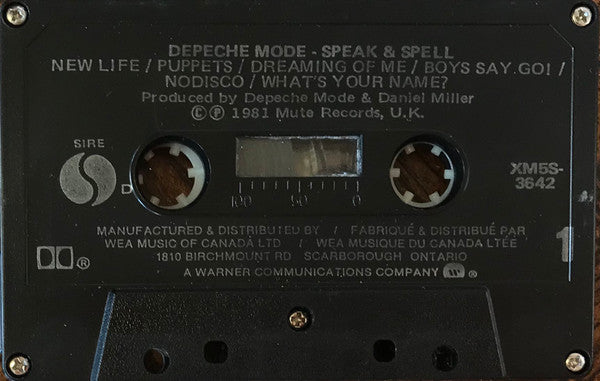 DEPECHE MODE - SPEAK & SPELL
NEW LIFE / PUPPETS / DREAMING OF ME / BOYS SAY GO! /
NODISCO / WHAT'S YOUR NAME?
Produced by Depeche Mode & Daniel Miller
© ℗ 1981 Mute Records, U.K.
SIRE
D
XM5S-
3642
100 50 0
MANUFACTURED & DISTRIBUTED BY / FABRIQUÉ & DISTRIBUÉ PAR
WEA MUSIC OF CANADA LTD / WEA MUSIQUE DU CANADA LTÉE
1810 BIRCHMOUNT RD SCARBOROUGH ONTARIO
A WARNER COMMUNICATIONS COMPANY ®
®
1